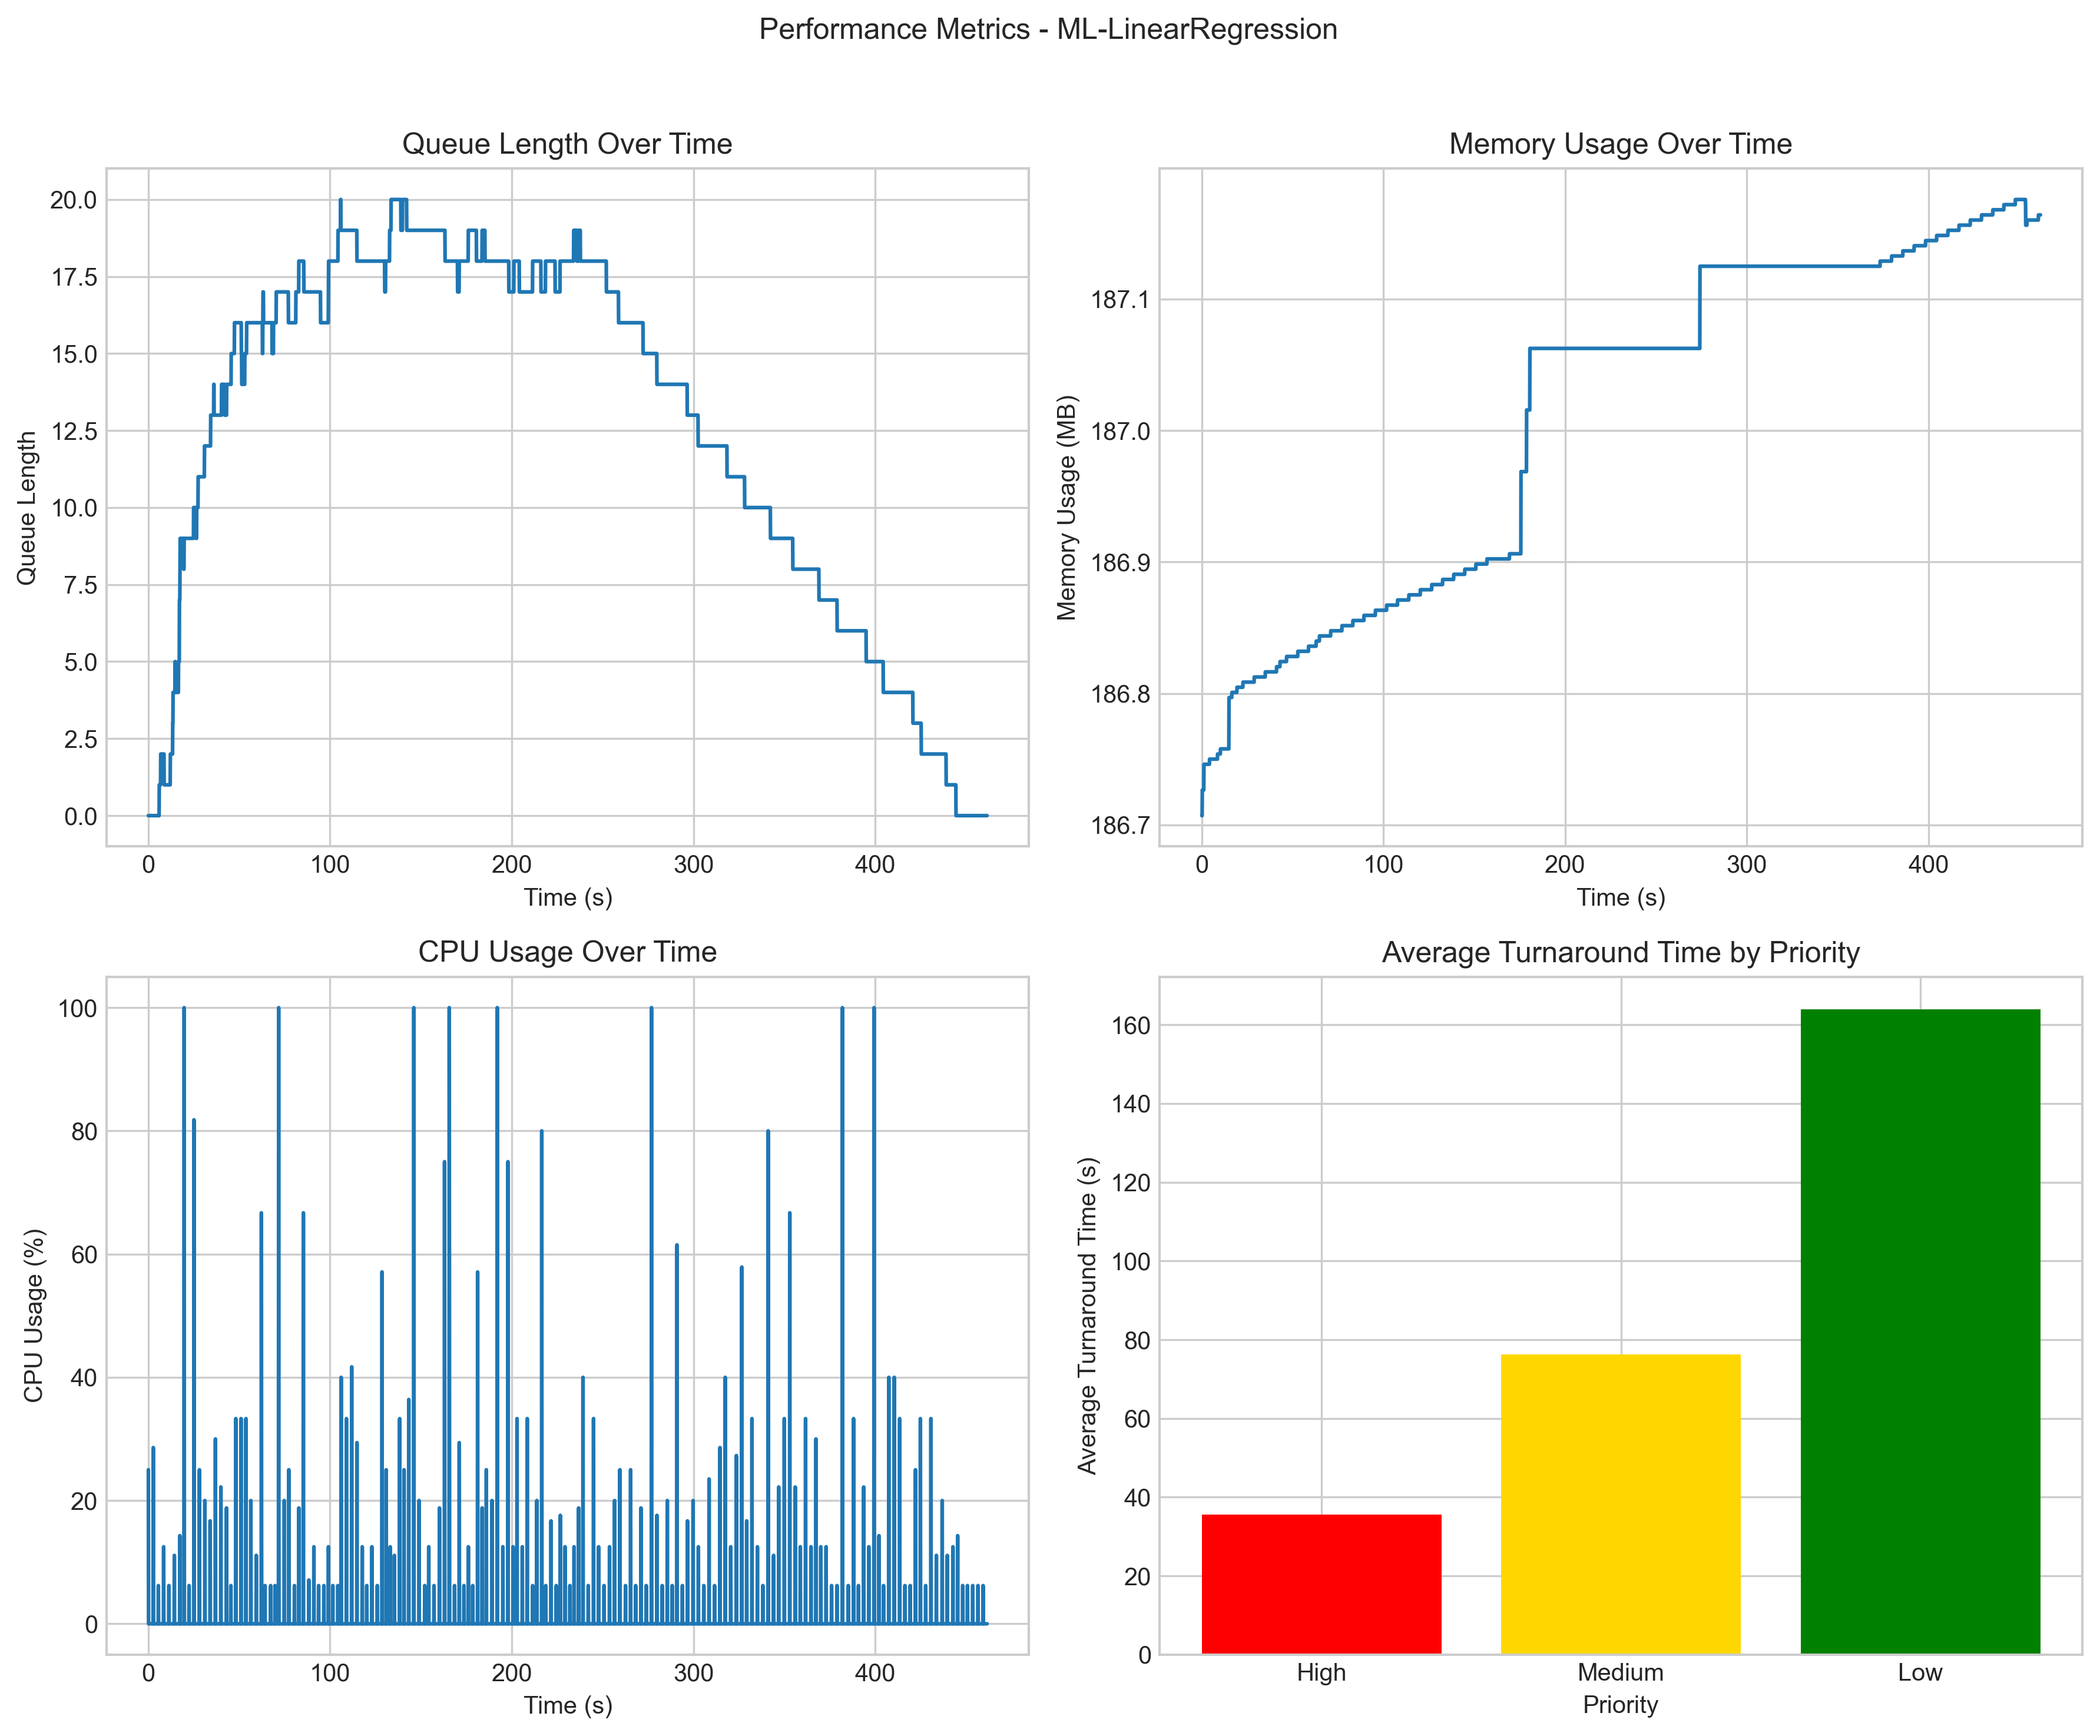 Performance Metrics - ML-LinearRegression
Queue Length Over Time
20.0
17.5
15.0
12.5
10.0
7.5
5.0
2.5
0.0
Queue Length
0 100 200 300 400
Time (s)
Memory Usage Over Time
187.1
187.0
186.9
186.8
186.7
Memory Usage (MB)
0 100 200 300 400
Time (s)
CPU Usage Over Time
100
80
60
40
20
0
CPU Usage (%)
0 100 200 300 400
Time (s)
Average Turnaround Time by Priority
160
140
120
100
80
60
40
20
0
Average Turnaround Time (s)
High Medium Low
Priority